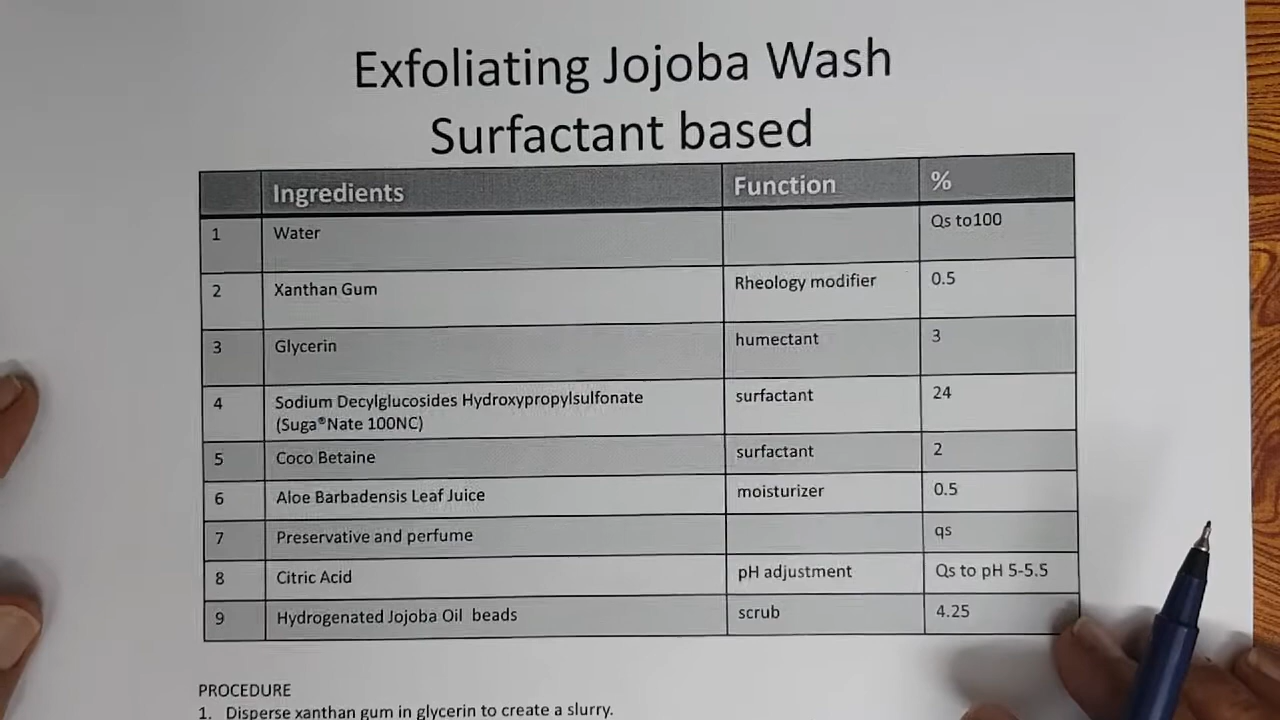 Exfoliating Jojoba Wash
Surfactant based
Ingredients Function %
1 Water Qs to100
2 Xanthan Gum Rheology modifier 0.5
3 Glycerin humectant 3
4 Sodium Decylglucosides Hydroxypropylsulfonate (Suga®Nate 100NC) surfactant 24
5 Coco Betaine surfactant 2
6 Aloe Barbadensis Leaf Juice moisturizer 0.5
7 Preservative and perfume qs
8 Citric Acid pH adjustment Qs to pH 5-5.5
9 Hydrogenated Jojoba Oil beads scrub 4.25
PROCEDURE
1. Disperse xanthan gum in glycerin to create a slurry.